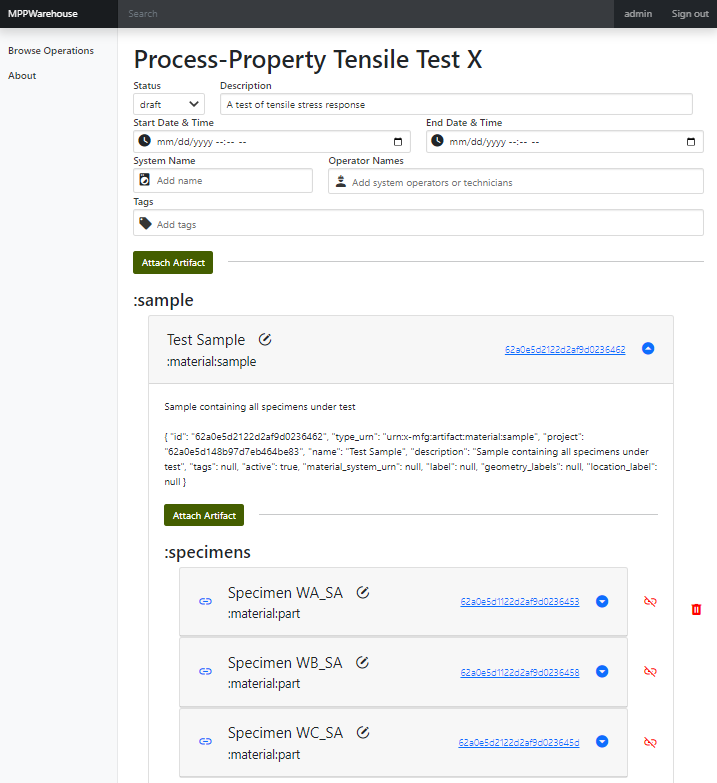 MPPWarehouse
Search
admin
Sign out
Browse Operations
About
Process-Property Tensile Test X
Status
Description
draft
A test of tensile stress response
Start Date & Time
End Date & Time
mm/dd/yyyy --:-- --
mm/dd/yyyy --:-- --
System Name
Operator Names
Add name
Add system operators or technicians
Tags
Add tags
Attach Artifact
:sample
Test Sample
62a0e5d2122d2af9d0236462
:material:sample
Sample containing all specimens under test
{ "id": "62a0e5d2122d2af9d0236462", "type_urn": "urn:x-mfg:artifact:material:sample", "project":
"62a0e5d148b97d7eb464be83", "name": "Test Sample", "description": "Sample containing all specimens under
test", "tags": null, "active": true, "material_system_urn": null, "label": null, "geometry_labels": null, "location_label":
null }
Attach Artifact
:specimens
Specimen WA_SA
62a0e5d1122d2af9d0236453
:material:part
Specimen WB_SA
62a0e5d1122d2af9d0236458
:material:part
Specimen WC_SA
62a0e5d2122d2af9d023645d
:material:part